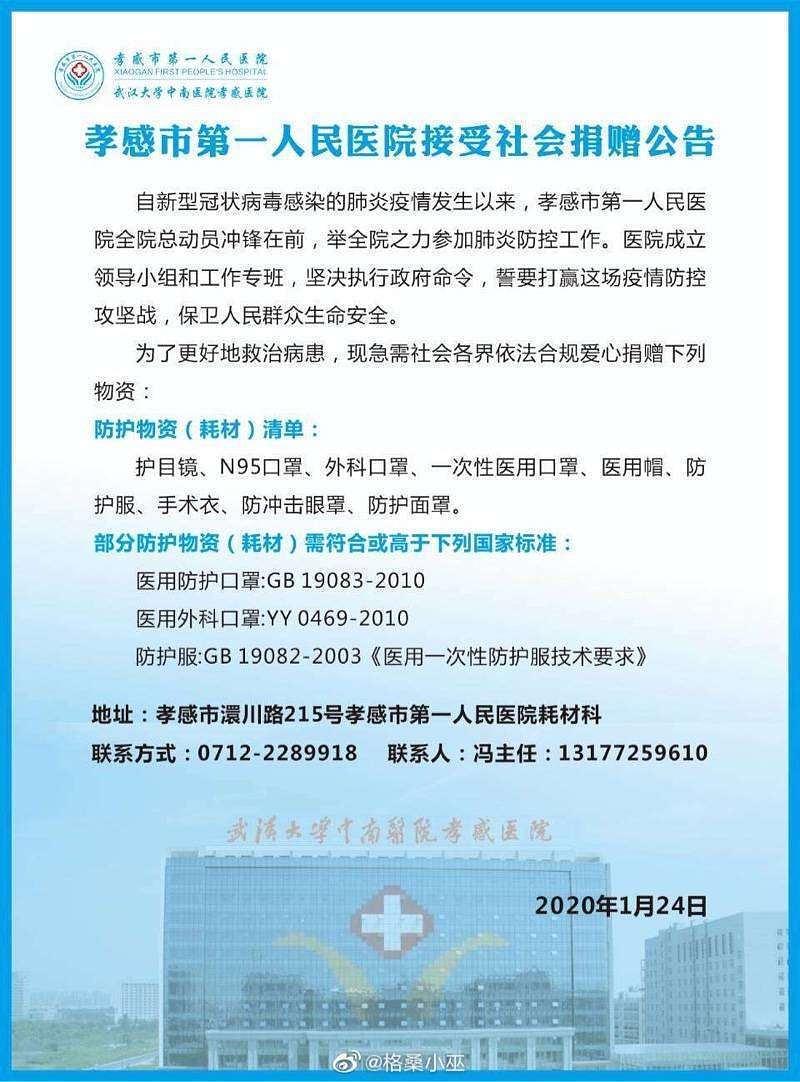 孝感市第一人民医院
XIAOGAN FIRST PEOPLE'S HOSPITAL
武汉大学中南医院孝感医院
孝感市第一人民医院接受社会捐赠公告
自新型冠状病毒感染的肺炎疫情发生以来，孝感市第一人民医
院全院总动员冲锋在前，举全院之力参加肺炎防控工作。医院成立
领导小组和工作专班，坚决执行政府命令，誓要打赢这场疫情防控
攻坚战，保卫人民群众生命安全。
为了更好地救治病患，现急需社会各界依法合规爱心捐赠下列
物资：
防护物资（耗材）清单：
护目镜、N95口罩、外科口罩、一次性医用口罩、医用帽、防
护服、手术衣、防冲击眼罩、防护面罩。
部分防护物资（耗材）需符合或高于下列国家标准：
医用防护口罩:GB 19083-2010
医用外科口罩:YY 0469-2010
防护服:GB 19082-2003《医用一次性防护服技术要求》
地址：孝感市澴川路215号孝感市第一人民医院耗材科
联系方式：0712-2289918 联系人：冯主任：13177259610
武漢大学中南醫院孝感医院
2020年1月24日
@格桑小巫